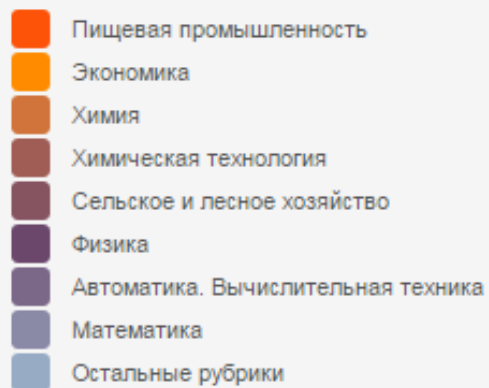 Пищевая промышленность
Экономика
Химия
Химическая технология
Сельское и лесное хозяйство
Физика
Автоматика. Вычислительная техника
Математика
Остальные рубрики